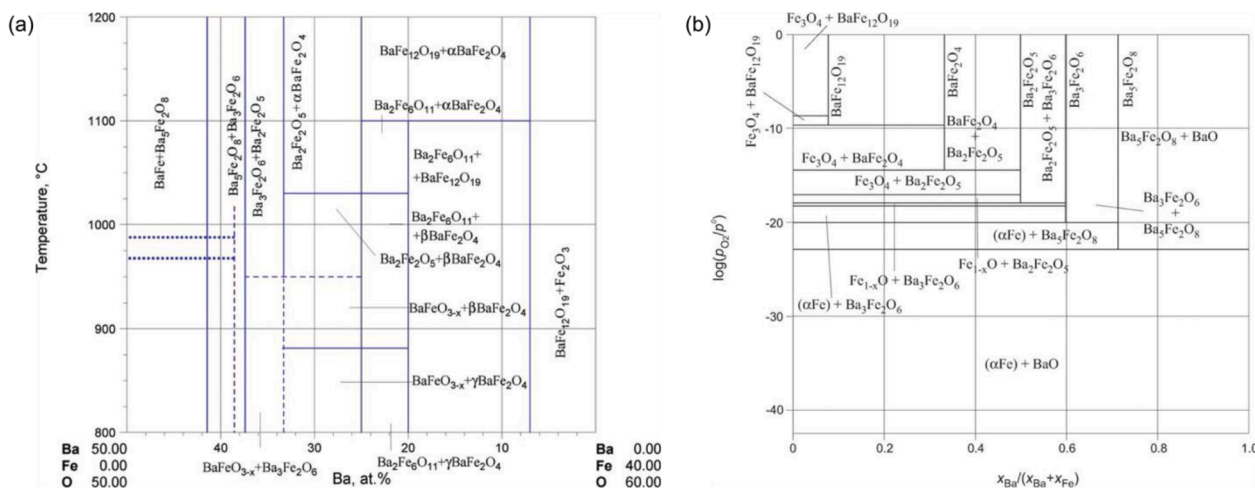 (a)
1200
1100
1000
900
800
Temperature, °C
BaFe+Ba₅Fe₂O₈
Ba₅Fe₂O₈+Ba₃Fe₂O₆
Ba₃Fe₂O₆+Ba₂Fe₂O₅
Ba₂Fe₂O₅+αBaFe₂O₄
BaFe₁₂O₁₉+αBaFe₂O₄
Ba₂Fe₆O₁₁+αBaFe₂O₄
Ba₂Fe₆O₁₁+
+BaFe₁₂O₁₉
Ba₂Fe₆O₁₁+
+βBaFe₂O₄
Ba₂Fe₂O₅+βBaFe₂O₄
BaFeO₃₋ₓ+βBaFe₂O₄
BaFeO₃₋ₓ+γBaFe₂O₄
BaFe₁₂O₁₉+Fe₂O₃
40
30
20
10
Ba 50.00
Fe 0.00
O 50.00
BaFeO₃₋ₓ+Ba₃Fe₂O₆
Ba₂Fe₆O₁₁+γBaFe₂O₄
Ba, at.%
Ba 0.00
Fe 40.00
O 60.00
(b)
Fe₃O₄ + BaFe₁₂O₁₉
Fe₃O₄ + BaFe₁₂O₁₉
0
-10
-20
-30
-40
log(pO₂/p⁰)
BaFe₁₂O₁₉
BaFe₂O₄
Ba₂Fe₂O₅
Ba₂Fe₂O₅ + Ba₃Fe₂O₆
Ba₃Fe₂O₆
Ba₅Fe₂O₈
BaFe₂O₄
+
Ba₂Fe₂O₅
Ba₅Fe₂O₈ + BaO
Fe₃O₄ + BaFe₂O₄
Fe₃O₄ + Ba₂Fe₂O₅
Ba₃Fe₂O₆
+
Ba₅Fe₂O₈
(αFe) + Ba₅Fe₂O₈
Fe₁₋ₓO + Ba₂Fe₂O₅
Fe₁₋ₓO + Ba₃Fe₂O₆
(αFe) + Ba₃Fe₂O₆
(αFe) + BaO
0
0.2
0.4
0.6
0.8
1.0
xBa/(xBa+xFe)